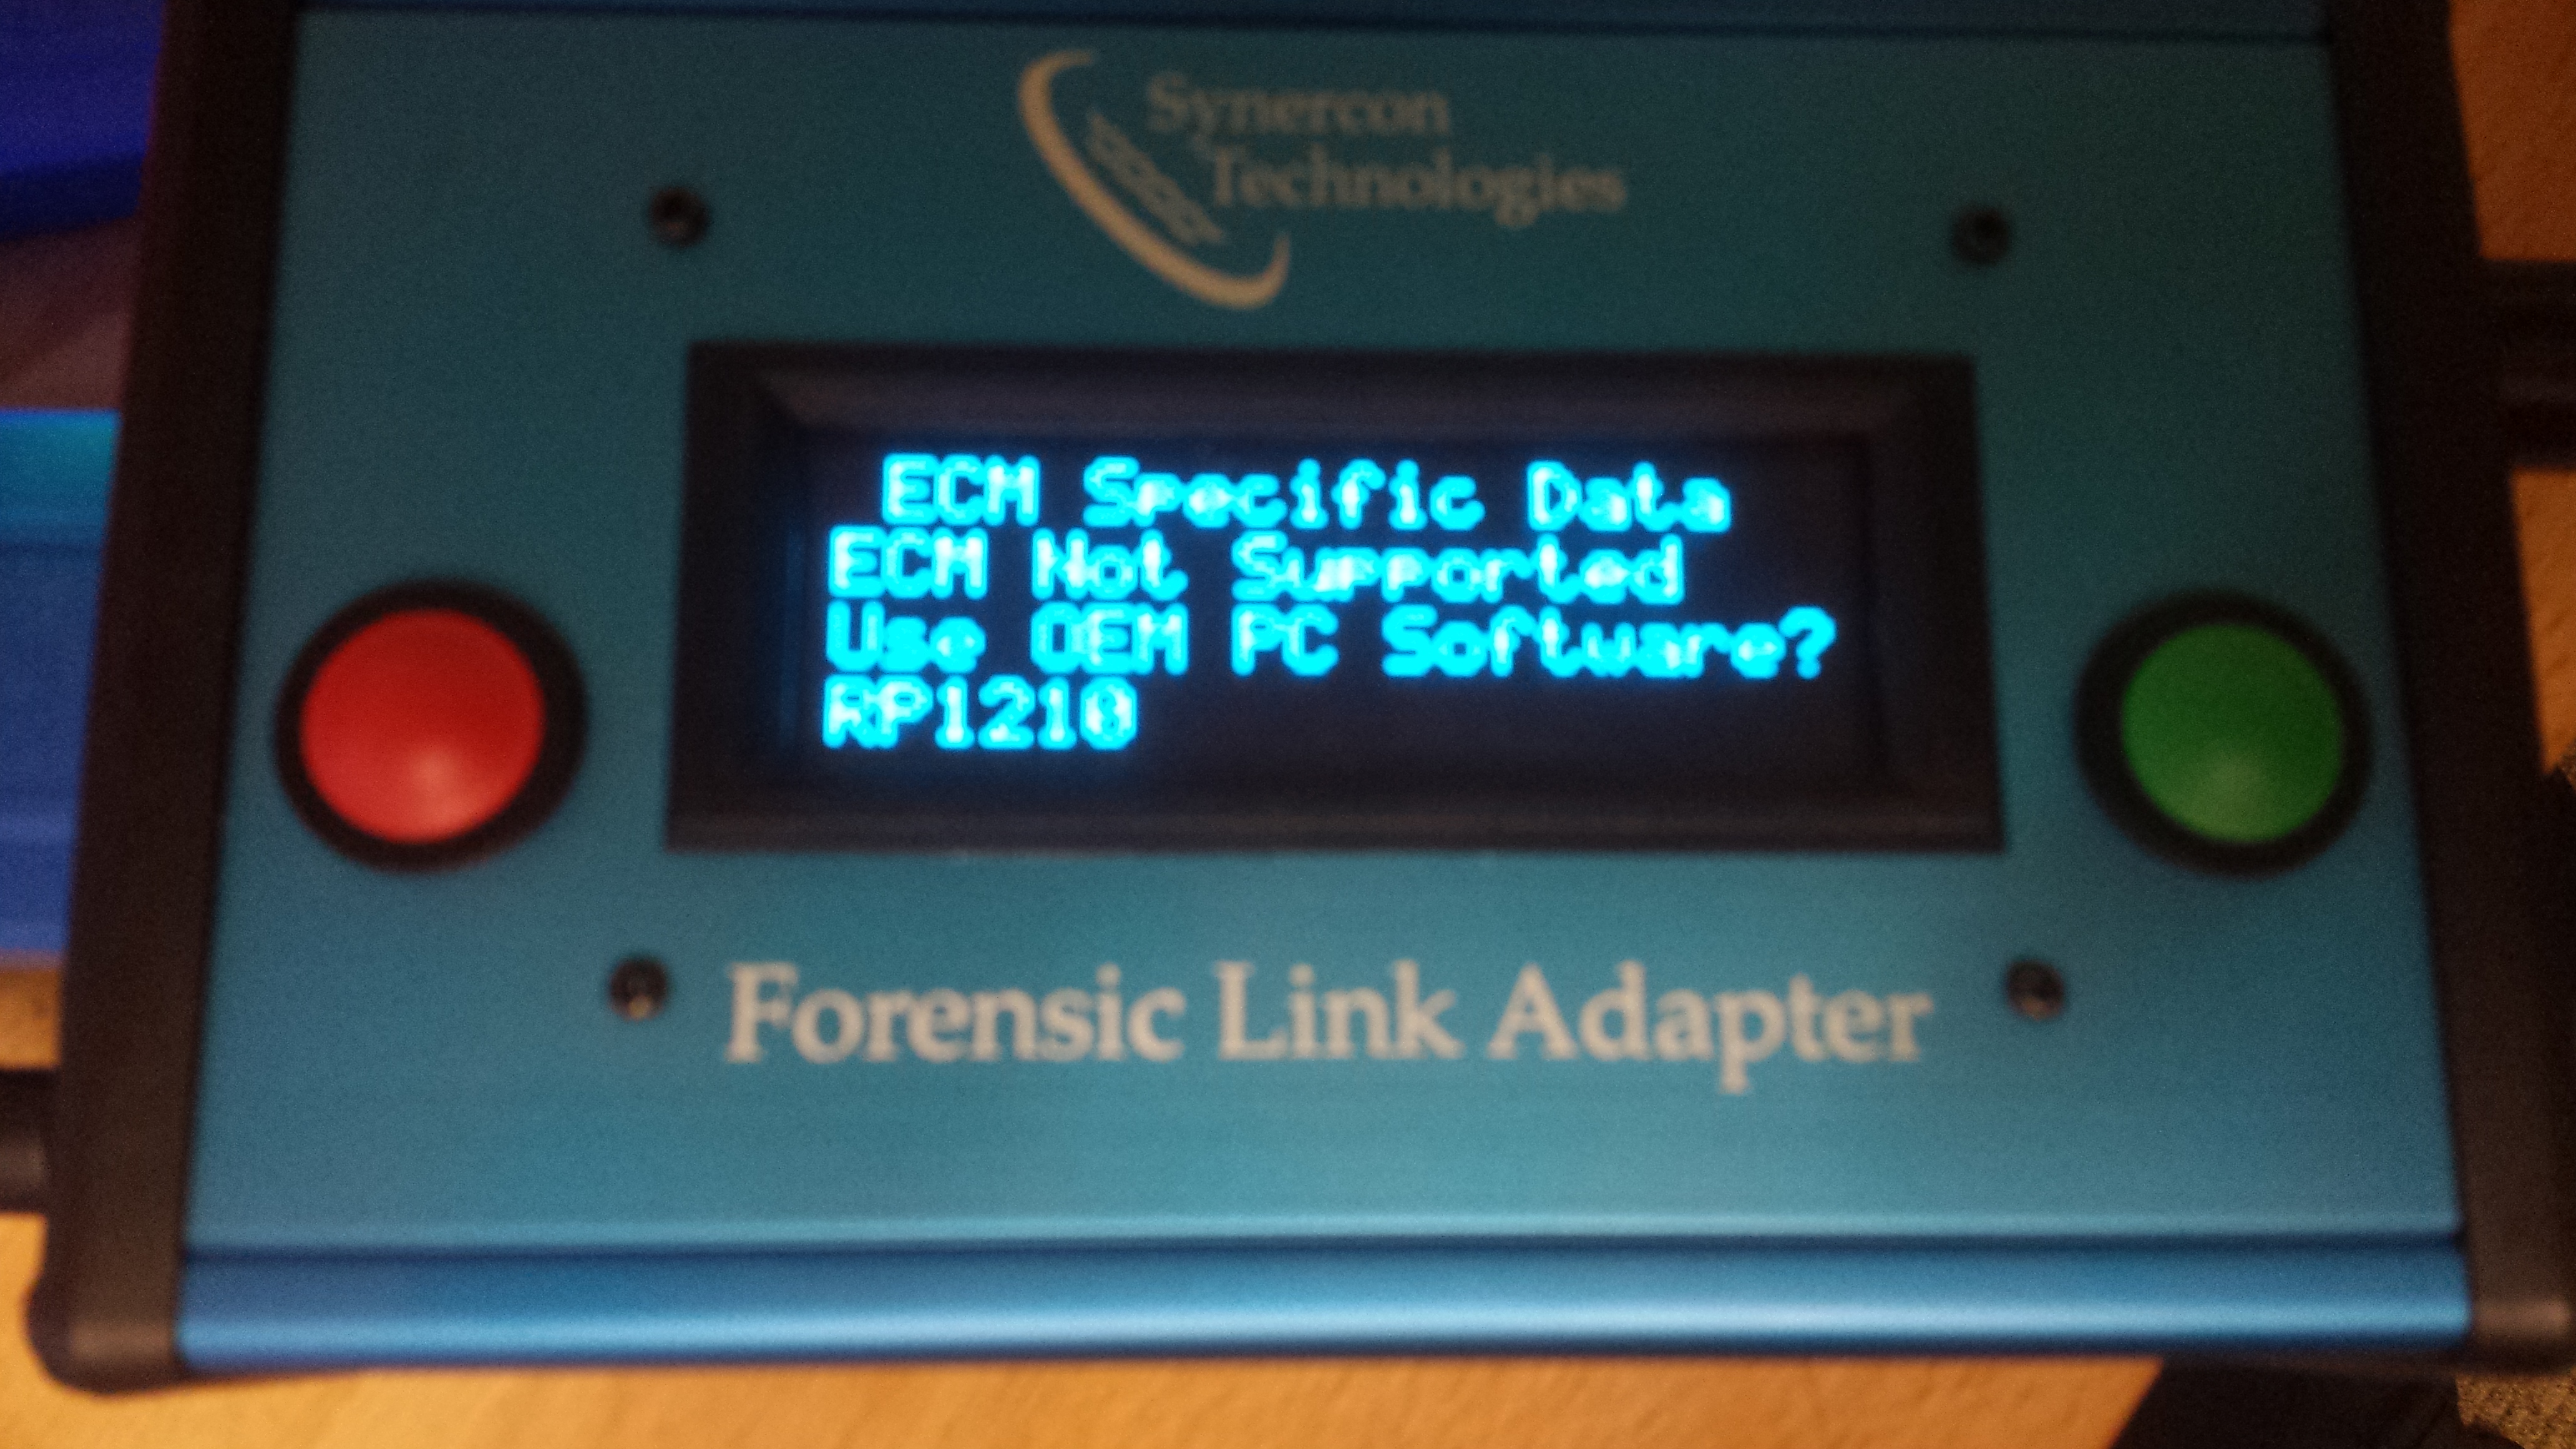 Synercon
Technologies
ECM Specific Data
ECM Not Supported
Use OEM PC Software?
RP1210
Forensic Link Adapter